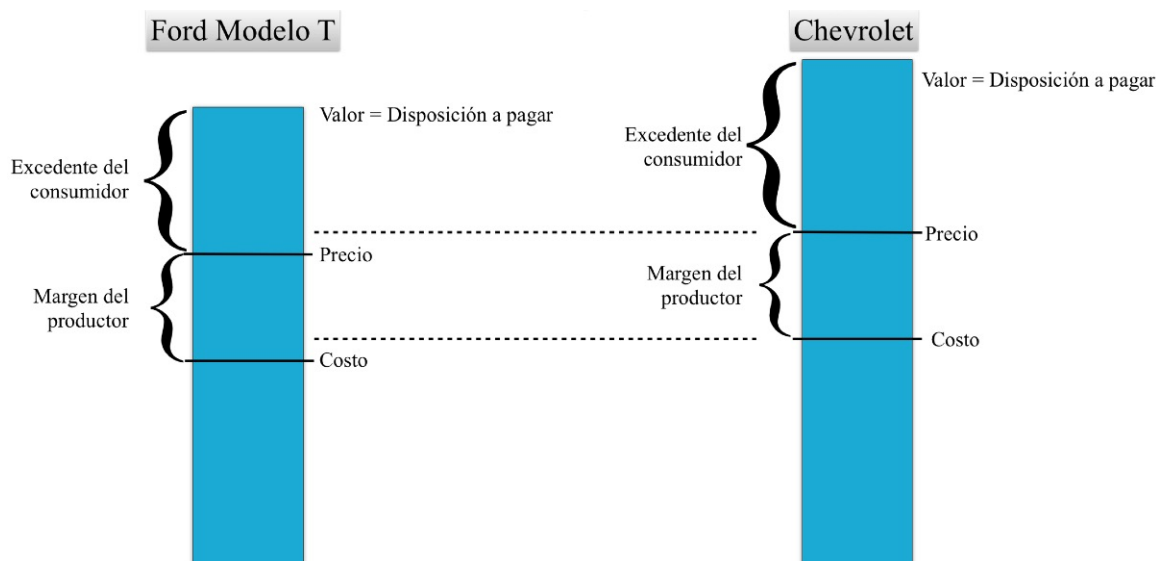 Ford Modelo T
Valor = Disposición a pagar
Excedente del
consumidor
Precio
Margen del
productor
Costo
Chevrolet
Valor = Disposición a pagar
Excedente del
consumidor
Precio
Margen del
productor
Costo